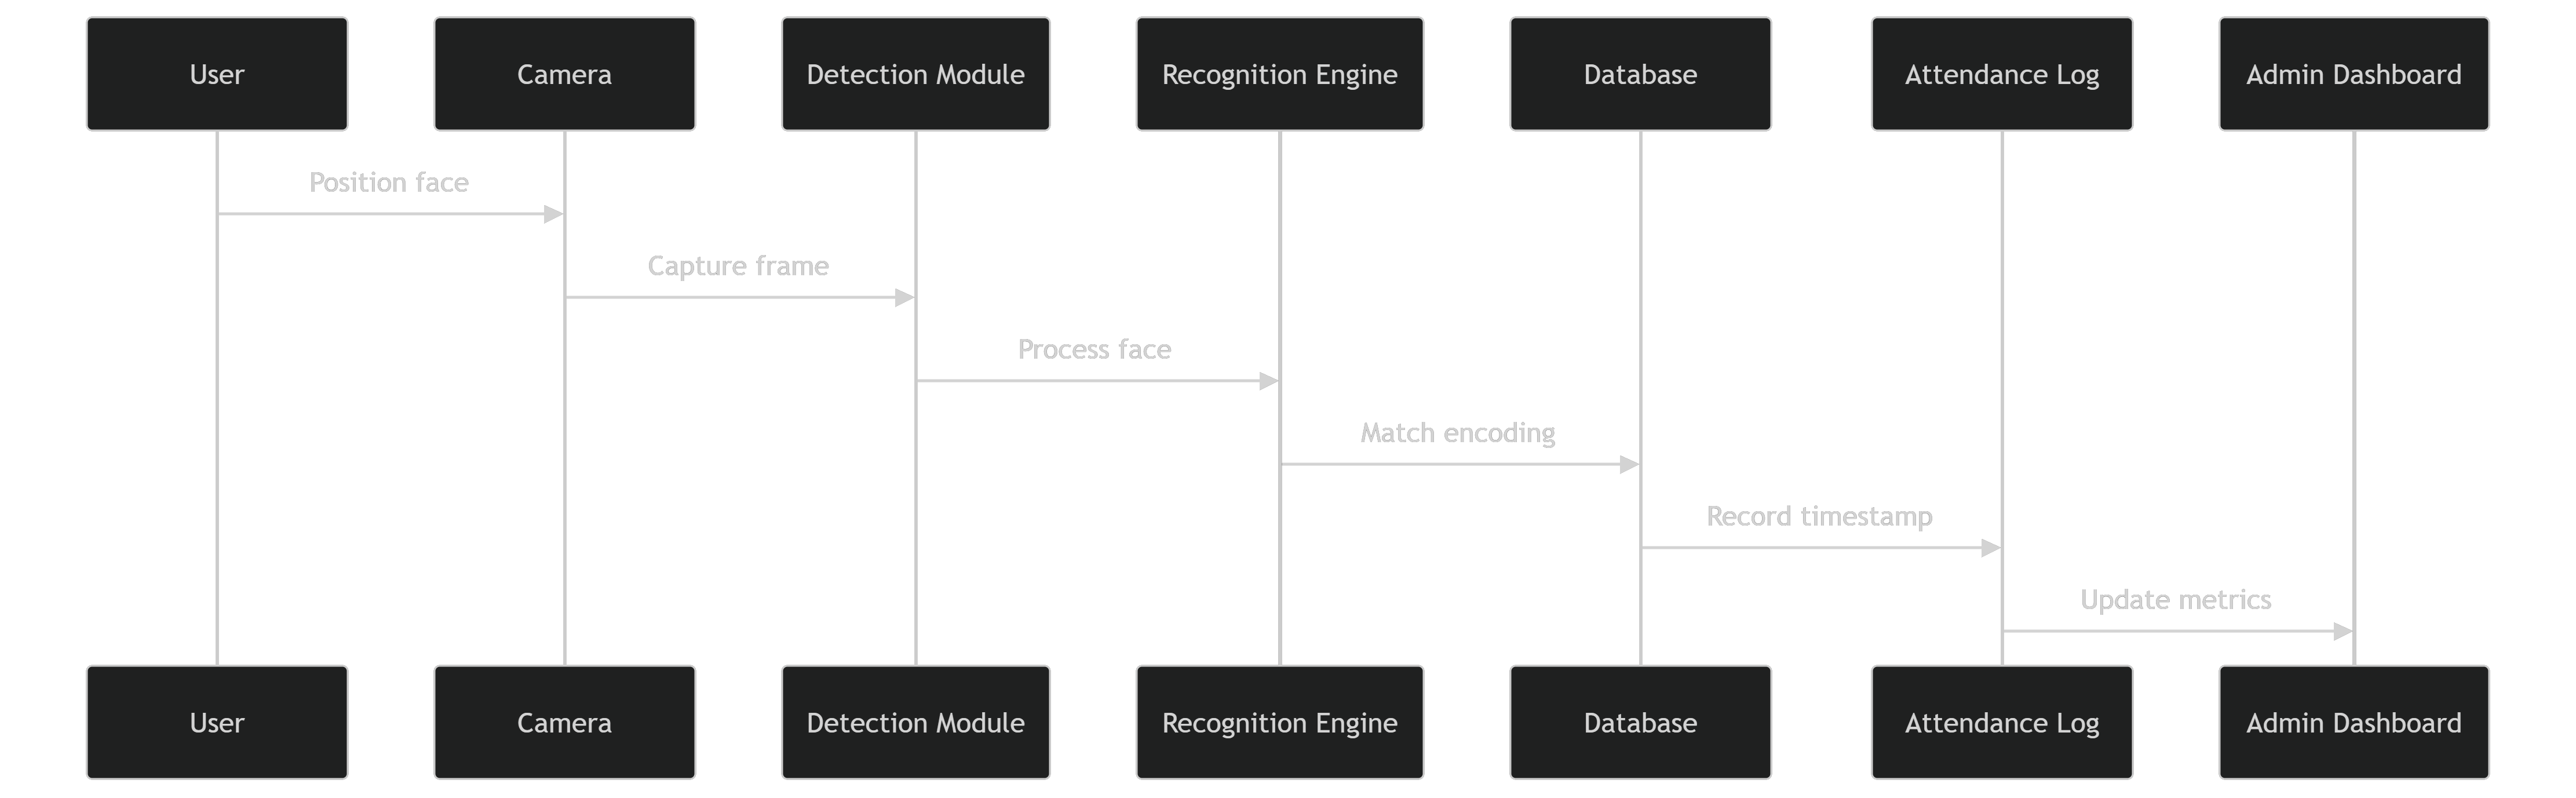 User
Camera
Detection Module
Recognition Engine
Database
Attendance Log
Admin Dashboard
Position face
Capture frame
Process face
Match encoding
Record timestamp
Update metrics
User
Camera
Detection Module
Recognition Engine
Database
Attendance Log
Admin Dashboard